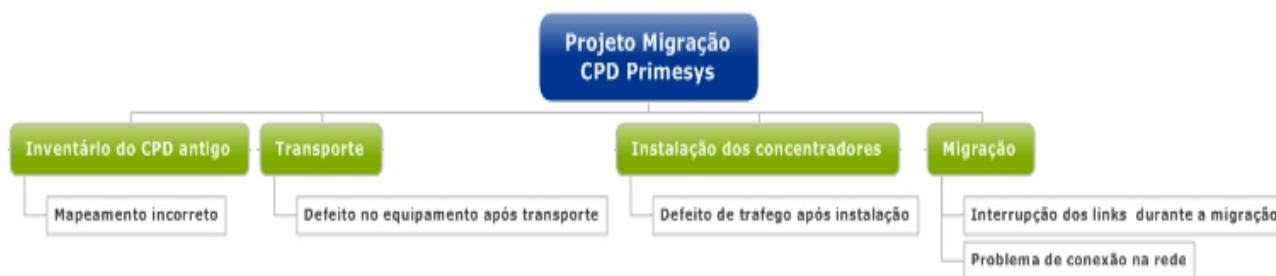 Projeto Migração
CPD Primesys
Inventário do CPD antigo
Transporte
Instalação dos concentradores
Migração
Mapeamento incorreto
Defeito no equipamento após transporte
Defeito de trafego após instalação
Interrupção dos links durante a migração
Problema de conexão na rede